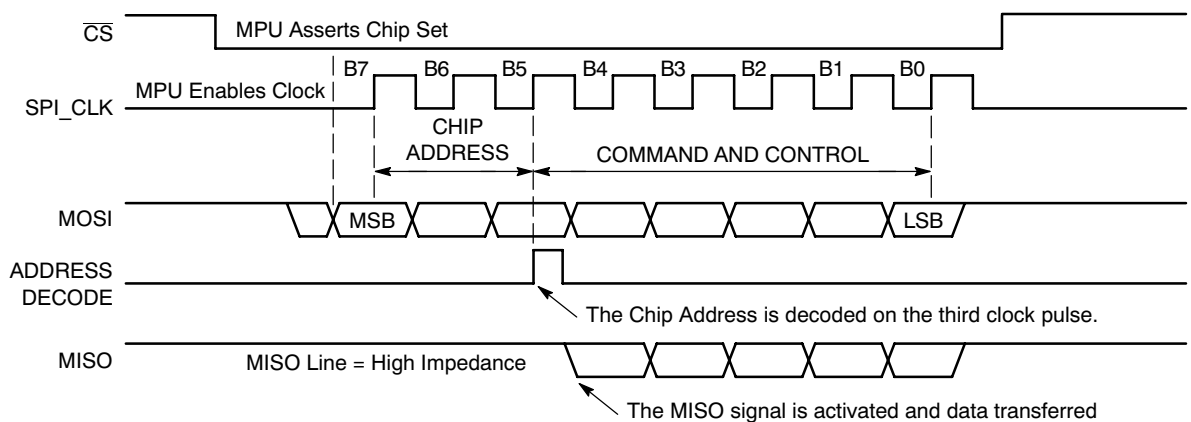 CS
MPU Asserts Chip Set
B7 B6 B5 B4 B3 B2 B1 B0
MPU Enables Clock
SPI_CLK
CHIP
ADDRESS
COMMAND AND CONTROL
MOSI
MSB
LSB
ADDRESS
DECODE
The Chip Address is decoded on the third clock pulse.
MISO
MISO Line = High Impedance
The MISO signal is activated and data transferred